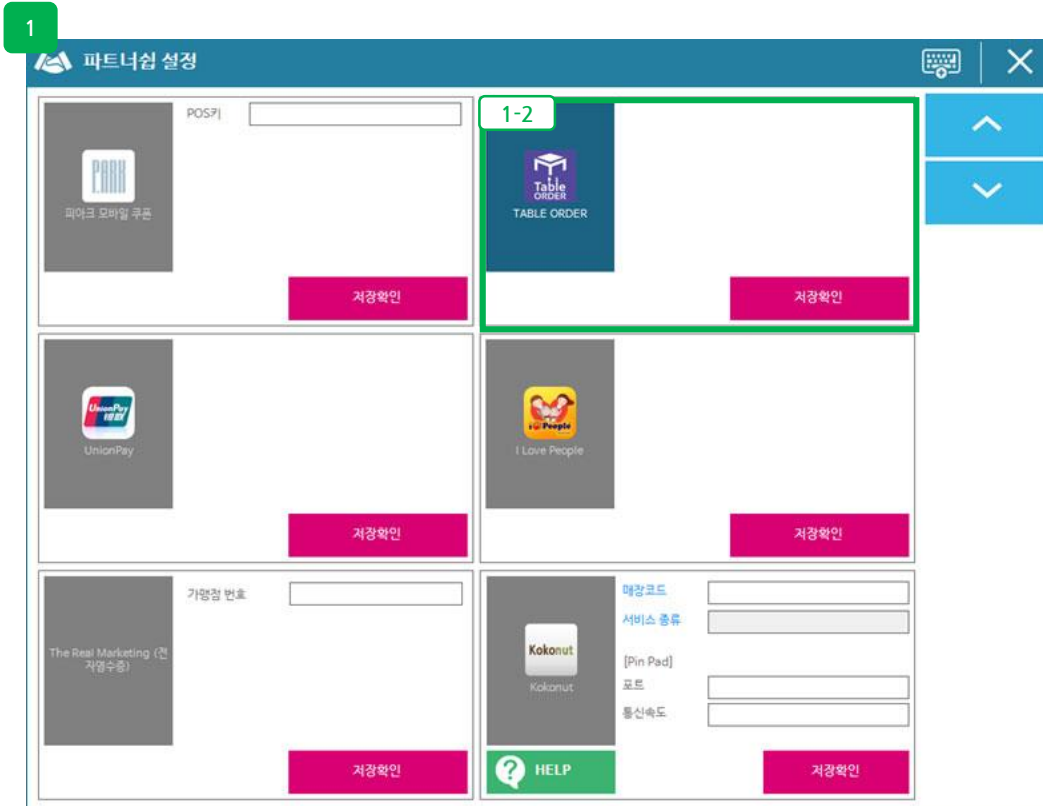 1
파트너쉽 설정
POS키
PARK
피아크 모바일 쿠폰
저장확인
1-2
Table
ORDER
TABLE ORDER
저장확인
UnionPay
银联
UnionPay
저장확인
People
I Love People
저장확인
The Real Marketing (전
자영수증)
가맹점 번호
저장확인
Kokonut
Kokonut
매장코드
서비스 종류
[Pin Pad]
포트
통신속도
HELP
저장확인